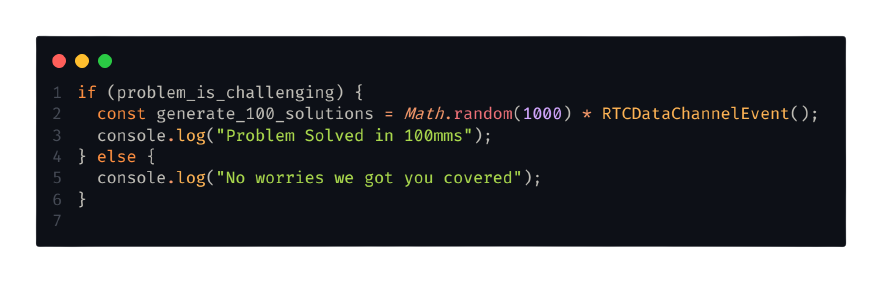 1 if (problem_is_challenging) {
2   const generate_100_solutions = Math.random(1000) * RTCDataChannelEvent();
3   console.log("Problem Solved in 100mms");
4 } else {
5   console.log("No worries we got you covered");
6 }
7